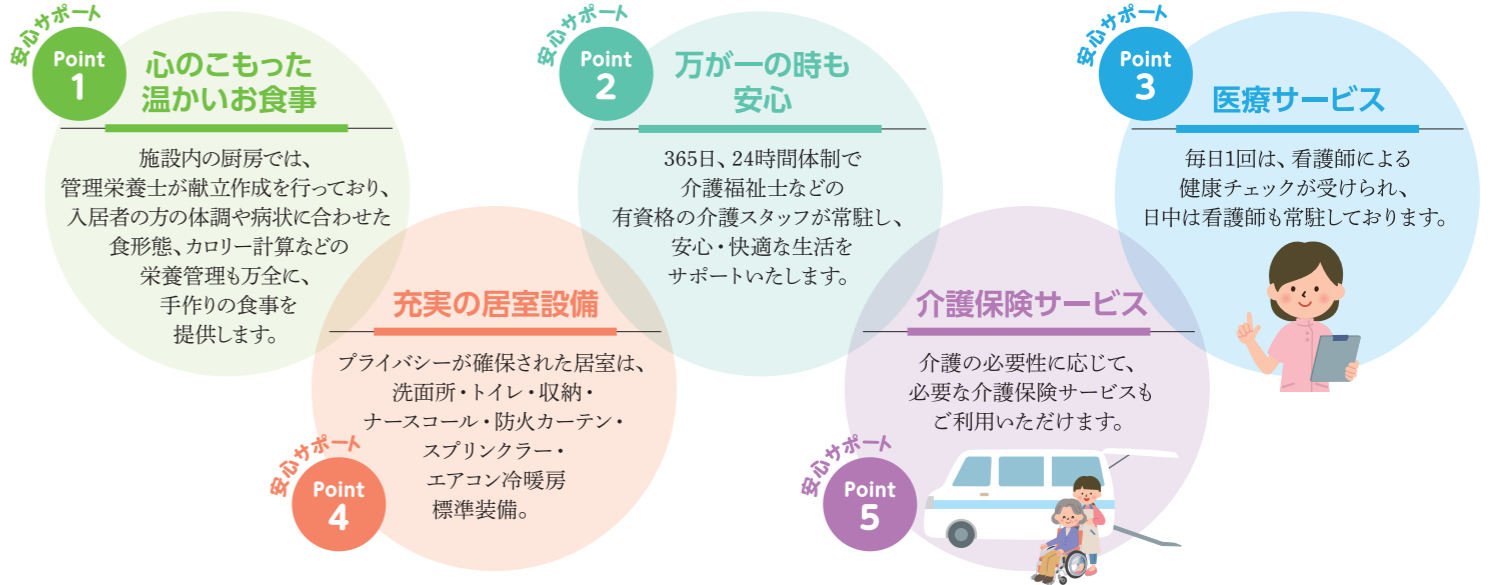 安心サポート
Point
1
心のこもった
温かいお食事
施設内の厨房では、
管理栄養士が献立作成を行っており、
入居者の方の体調や病状に合わせた
食形態、カロリー計算などの
栄養管理も万全に、
手作りの食事を
提供します。
安心サポート
Point
2
万が一の時も
安心
365日、24時間体制で
介護福祉士などの
有資格の介護スタッフが常駐し、
安心・快適な生活を
サポートいたします。
安心サポート
Point
3
医療サービス
毎日1回は、看護師による
健康チェックが受けられ、
日中は看護師も常駐しております。
安心サポート
Point
4
充実の居室設備
プライバシーが確保された居室は、
洗面所・トイレ・収納・
ナースコール・防火カーテン・
スプリンクラー・
エアコン冷暖房
標準装備。
安心サポート
Point
5
介護保険サービス
介護の必要性に応じて、
必要な介護保険サービスも
ご利用いただけます。